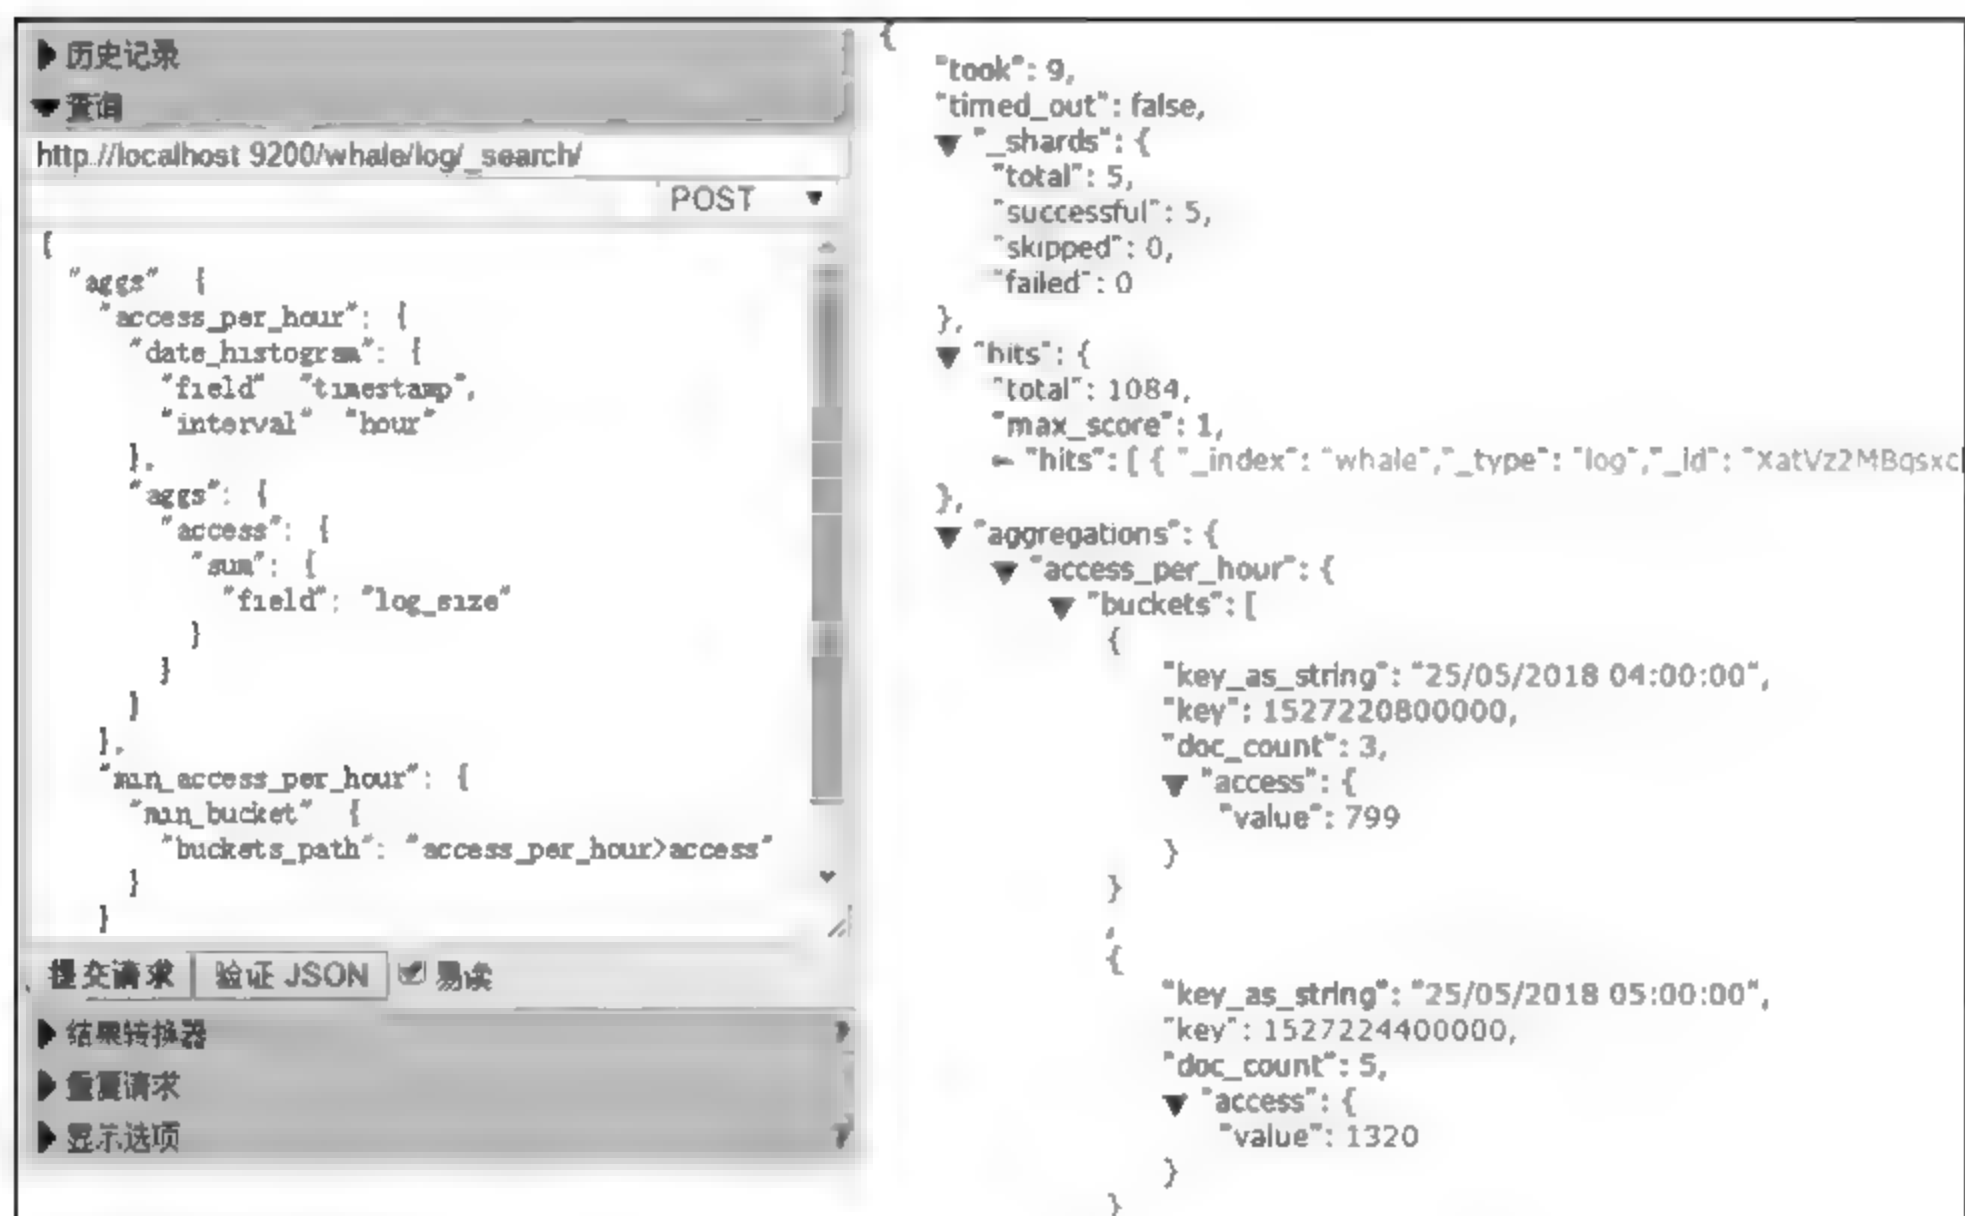 历史记录
查询
http://localhost 9200/whale/log/_search/
POST
{
"aggs" {
"access_per_hour": {
"date_histogram": {
"field" "timestamp",
"interval" "hour"
},
"aggs": {
"access": {
"sum": {
"field": "log_size"
}
}
}
},
"min_access_per_hour": {
"min_bucket" {
"buckets_path": "access_per_hour>access"
}
}
提交请求 验证 JSON 易读
结果转换器
重复请求
显示选项
{
"took": 9,
"timed_out": false,
"_shards": {
"total": 5,
"successful": 5,
"skipped": 0,
"failed": 0
},
"hits": {
"total": 1084,
"max_score": 1,
"hits": [ { "_index": "whale","_type": "log","_id": "XatVz2MBqsxcl
},
"aggregations": {
"access_per_hour": {
"buckets": [
{
"key_as_string": "25/05/2018 04:00:00",
"key": 1527220800000,
"doc_count": 3,
"access": {
"value": 799
}
}
,
{
"key_as_string": "25/05/2018 05:00:00",
"key": 1527224400000,
"doc_count": 5,
"access": {
"value": 1320
}
}